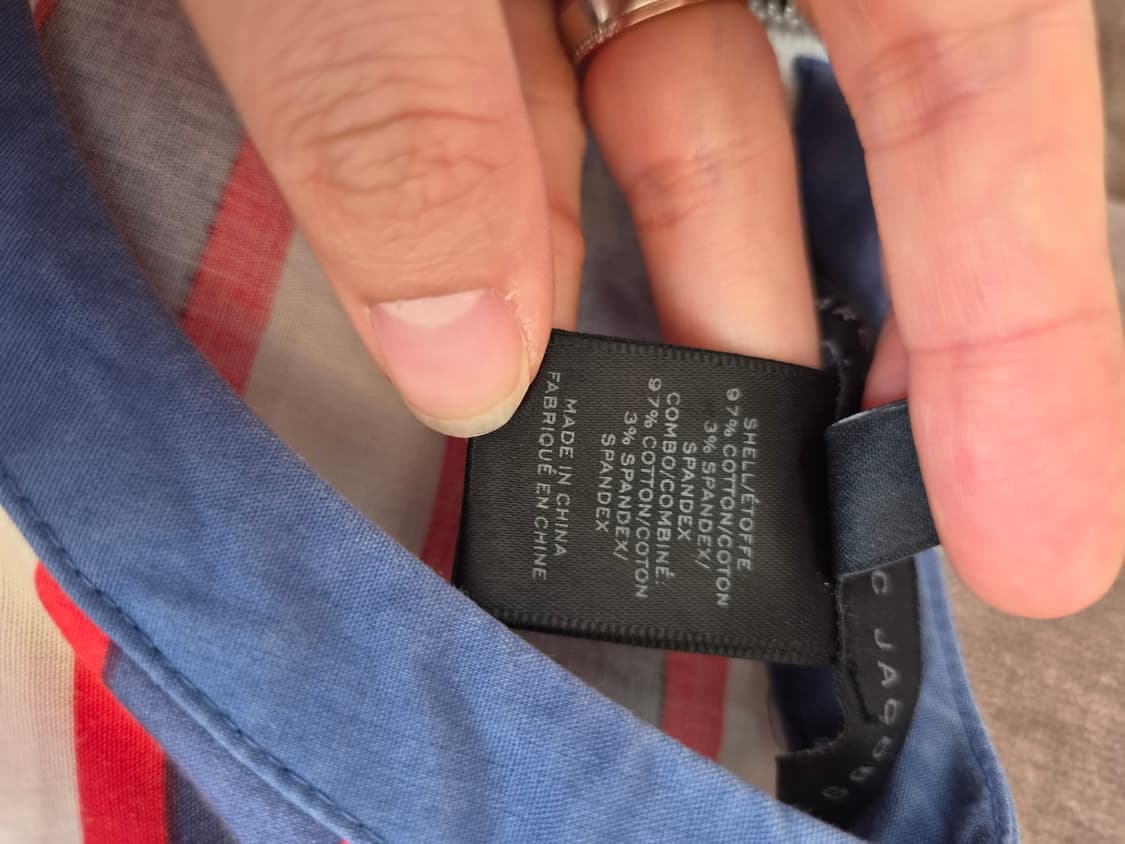 SHELL/ÉTOFFE
97% COTTON/COTON
3% SPANDEX/
SPANDEX
COMBO/COMBINÉ:
97% COTTON/COTON
3% SPANDEX/
SPANDEX
MADE IN CHINA
FABRIQUÉ EN CHINE
C JACOBS